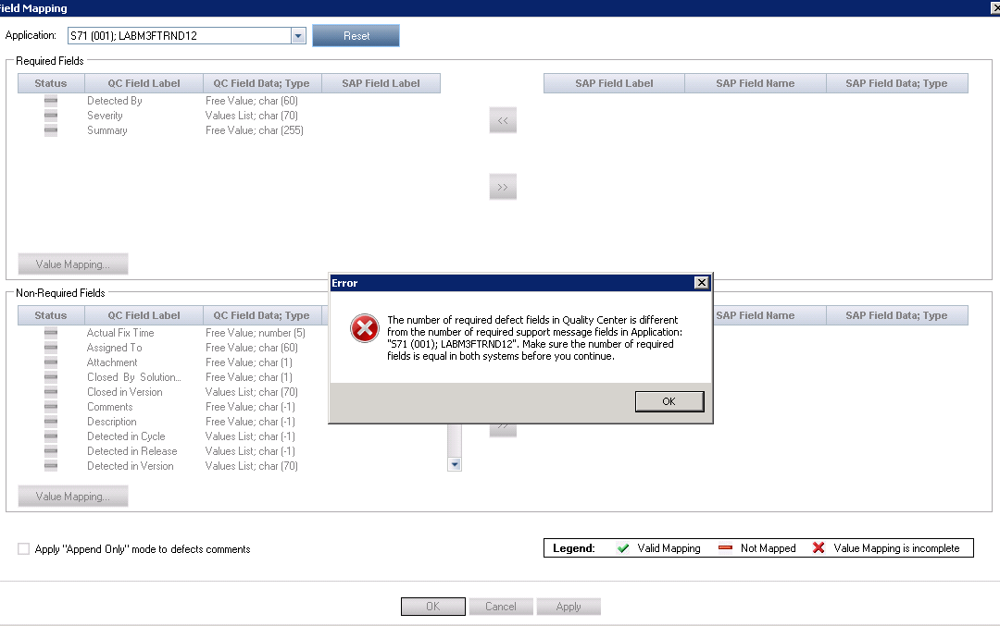 Field Mapping
Application: S71 (001); LABM3FTRND12 Reset
Required Fields
Status QC Field Label QC Field Data; Type SAP Field Label SAP Field Label SAP Field Name SAP Field Data; Type
Detected By Free Value; char (60)
Severity Values List; char (70)
Summary Free Value; char (255)
<<
>>
Value Mapping...
Non-Required Fields
Status QC Field Label QC Field Data; Type SAP Field Name SAP Field Data; Type
Actual Fix Time Free Value; number (5)
Assigned To Free Value; char (60)
Attachment Free Value; char (1)
Closed By Solution... Free Value; char (1)
Closed in Version Values List; char (70)
Comments Free Value; char (-1)
Description Free Value; char (-1)
Detected in Cycle Values List; char (-1)
Detected in Release Values List; char (-1)
Detected in Version Values List; char (70)
>>
Value Mapping...
Error
The number of required defect fields in Quality Center is different
from the number of required support message fields in Application:
"S71 (001); LABM3FTRND12". Make sure the number of required
fields is equal in both systems before you continue.
OK
Apply "Append Only" mode to defects comments
Legend: Valid Mapping Not Mapped Value Mapping is incomplete
OK Cancel Apply